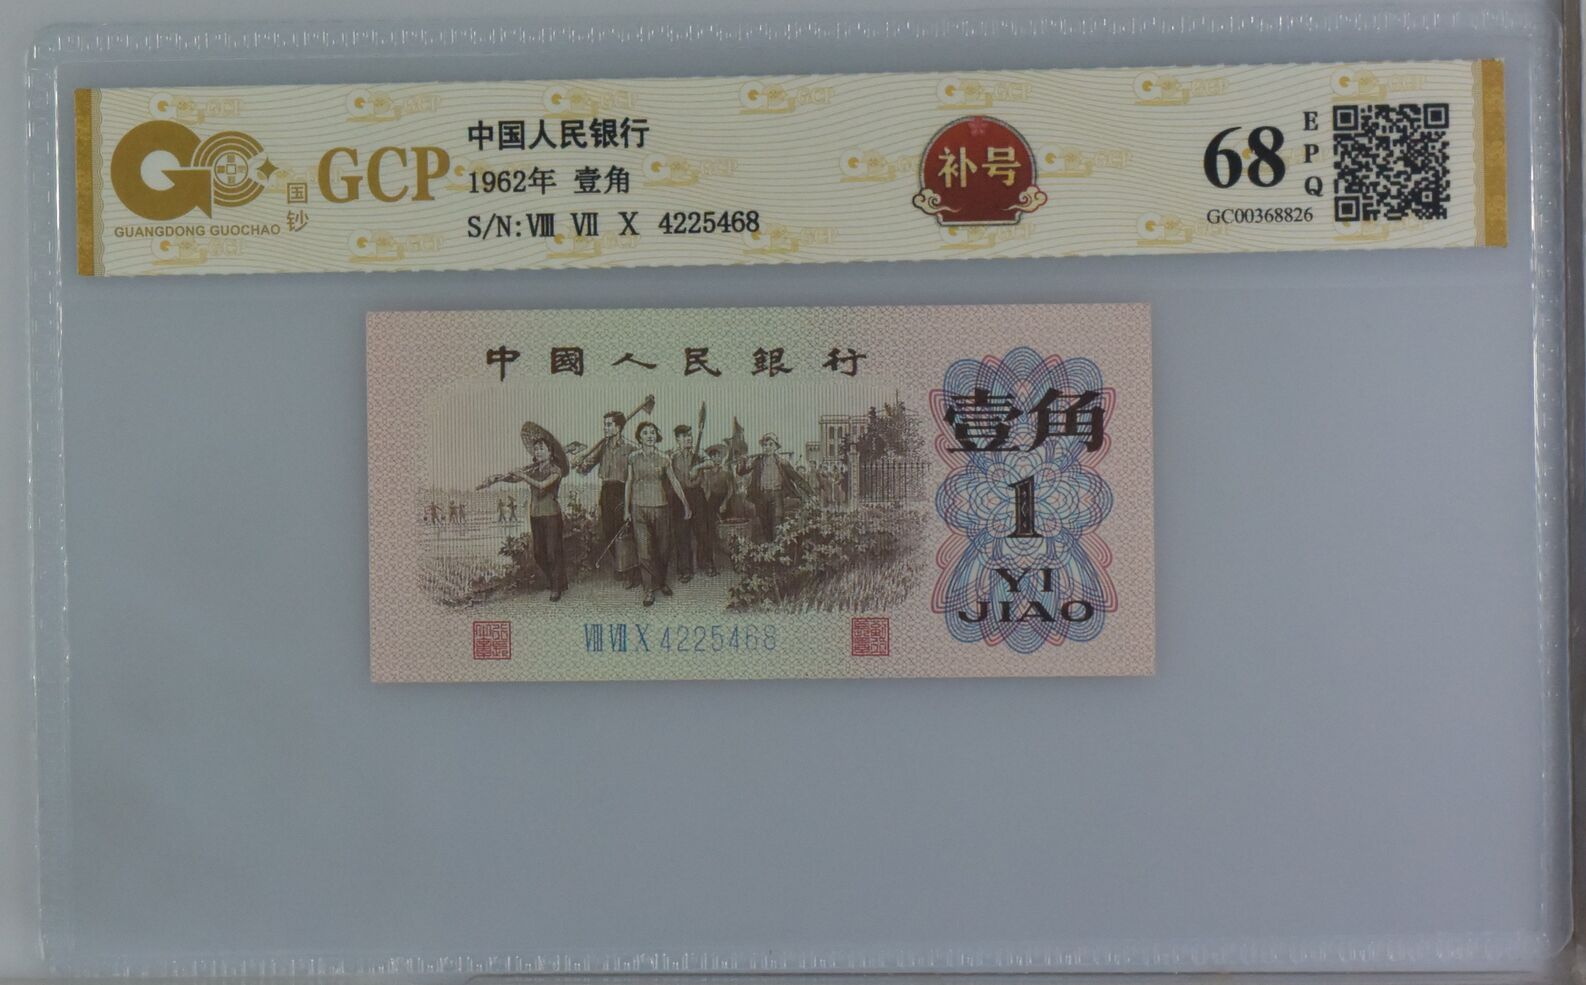 GCP
国钞
GUANGDONG GUOCHAO
中国人民银行
1962年 壹角
S/N: Ⅷ Ⅶ Ⅹ 4225468
补号
68
EPQ
GC00368826
中國人民銀行
壹角
1
YI
JIAO
Ⅷ Ⅶ Ⅹ 4225468